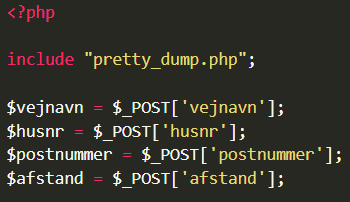 <?php
include "pretty_dump.php";
$vejnavn = $_POST['vejnavn'];
$husnr = $_POST['husnr'];
$postnummer = $_POST['postnummer'];
$afstand = $_POST['afstand'];